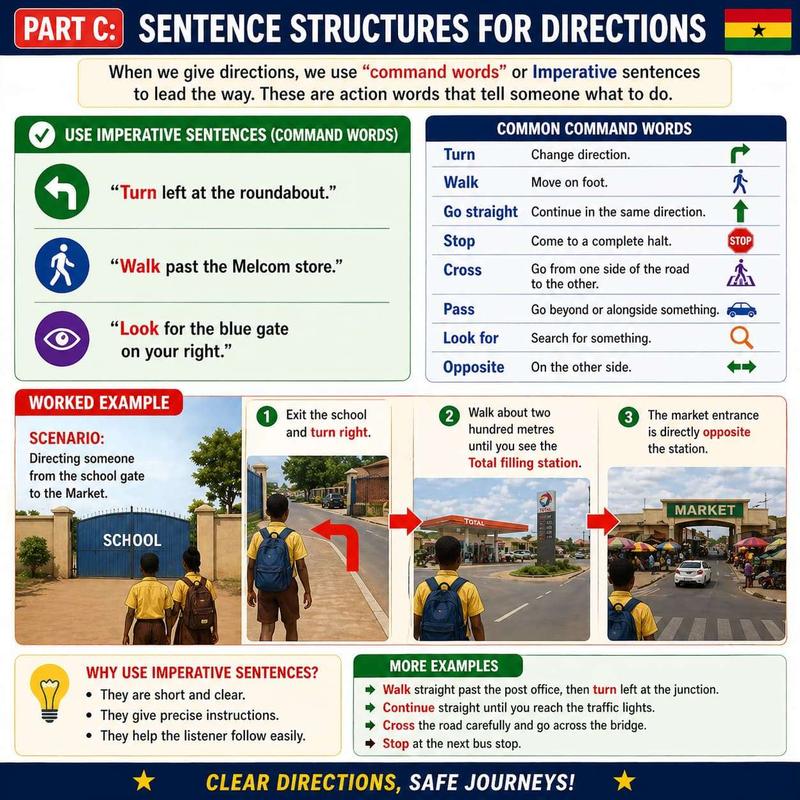 PART C: SENTENCE STRUCTURES FOR DIRECTIONS
When we give directions, we use “command words” or Imperative sentences
to lead the way. These are action words that tell someone what to do.
USE IMPERATIVE SENTENCES (COMMAND WORDS)
“Turn left at the roundabout.”
“Walk past the Melcom store.”
“Look for the blue gate
on your right.”
COMMON COMMAND WORDS
Turn Change direction.
Walk Move on foot.
Go straight Continue in the same direction.
Stop Come to a complete halt. STOP
Cross Go from one side of the road
to the other.
Pass Go beyond or alongside something.
Look for Search for something.
Opposite On the other side.
WORKED EXAMPLE
SCENARIO:
Directing someone
from the school gate
to the Market.
SCHOOL
1 Exit the school
and turn right.
2 Walk about two
hundred metres
until you see the
Total filling station.
TOTAL
TOTAL
3 The market entrance
is directly opposite
the station.
MARKET
WHY USE IMPERATIVE SENTENCES?
• They are short and clear.
• They give precise instructions.
• They help the listener follow easily.
MORE EXAMPLES
Walk straight past the post office, then turn left at the junction.
Continue straight until you reach the traffic lights.
Cross the road carefully and go across the bridge.
Stop at the next bus stop.
CLEAR DIRECTIONS, SAFE JOURNEYS!